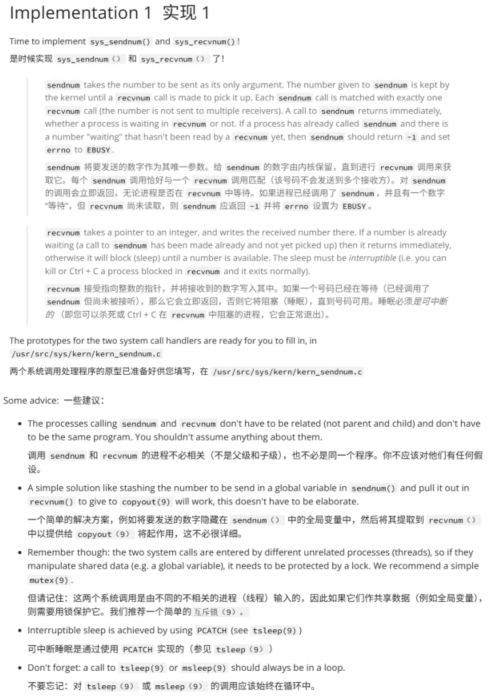 Implementation 1 实现 1
Time to implement sys_sendnum() and sys_recvnum()!
是时候实现 sys_sendnum（） 和 sys_recvnum（） 了!
sendnum takes the number to be sent as its only argument. The number given to sendnum is kept by
the kernel until a recvnum call is made to pick it up. Each sendnum call is matched with exactly one
recvnum call (the number is not sent to multiple receivers). A call to sendnum returns immediately,
whether a process is waiting in recvnum or not. If a process has already called sendnum and there is
a number "waiting" that hasn't been read by a recvnum yet, then sendnum should return -1 and set
errno to EBUSY.
sendnum 将要发送的数字作为其唯一参数。给 sendnum 的数字由内核保留，直到进行 recvnum 调用来获
取它。每个 sendnum 调用恰好与一个 recvnum 调用匹配（该号码不会发送到多个接收方）。对 sendnum
的调用会立即返回，无论进程是否在 recvnum 中等待。如果进程已经调用了 sendnum，并且有一个数字
“等待”，但 recvnum 尚未读取，则 sendnum 应返回 -1 并将 errno 设置为 EBUSY。
recvnum takes a pointer to an integer, and writes the received number there. If a number is already
waiting (a call to sendnum has been made already and not yet picked up) then it returns immediately,
otherwise it will block (sleep) until a number is available. The sleep must be interruptible (i.e. you can
kill or Ctrl + C a process blocked in recvnum and it exits normally).
recvnum 接受指向整数的指针，并将接收到的数字写入其中。如果一个号码已经在等待（已经调用了
sendnum 但尚未被接听），那么它会立即返回，否则它将阻塞（睡眠），直到号码可用。睡眠必须是可中断
的 （即您可以杀死或 Ctrl + C 在 recvnum 中阻塞的进程，它会正常退出）。
The prototypes for the two system call handlers are ready for you to fill in, in
/usr/src/sys/kern/kern_sendnum.c
两个系统调用处理程序的原型已准备好供您填写，在 /usr/src/sys/kern/kern_sendnum.c
Some advice: 一些建议：
• The processes calling sendnum and recvnum don't have to be related (not parent and child) and don't have
to be the same program. You shouldn't assume anything about them.
调用 sendnum 和 recvnum 的进程不必相关（不是父级和子级），也不必是同一个程序。你不应该对他们有任何假
设。
• A simple solution like stashing the number to be send in a global variable in sendnum() and pull it out in
recvnum() to give to copyout(9) will work, this doesn't have to be elaborate.
一个简单的解决方案，例如将要发送的数字隐藏在 sendnum（） 中的全局变量中，然后将其提取到 recvnum（）
中以提供给 copyout（9） 将起作用，这不必很详细。
• Remember though: the two system calls are entered by different unrelated processes (threads), so if they
manipulate shared data (e.g. a global variable), it needs to be protected by a lock. We recommend a simple
mutex(9).
但请记住：这两个系统调用是由不同的不相关的进程（线程）输入的，因此如果它们作共享数据（例如全局变量），
则需要用锁保护它。我们推荐一个简单的 互斥锁（9）。
• Interruptible sleep is achieved by using PCATCH (see tsleep(9))
可中断睡眠是通过使用 PCATCH 实现的（参见 tsleep（9））
• Don't forget: a call to tsleep(9) or msleep(9) should always be in a loop.
不要忘记：对 tsleep（9） 或 msleep（9） 的调用应该始终在循环中。